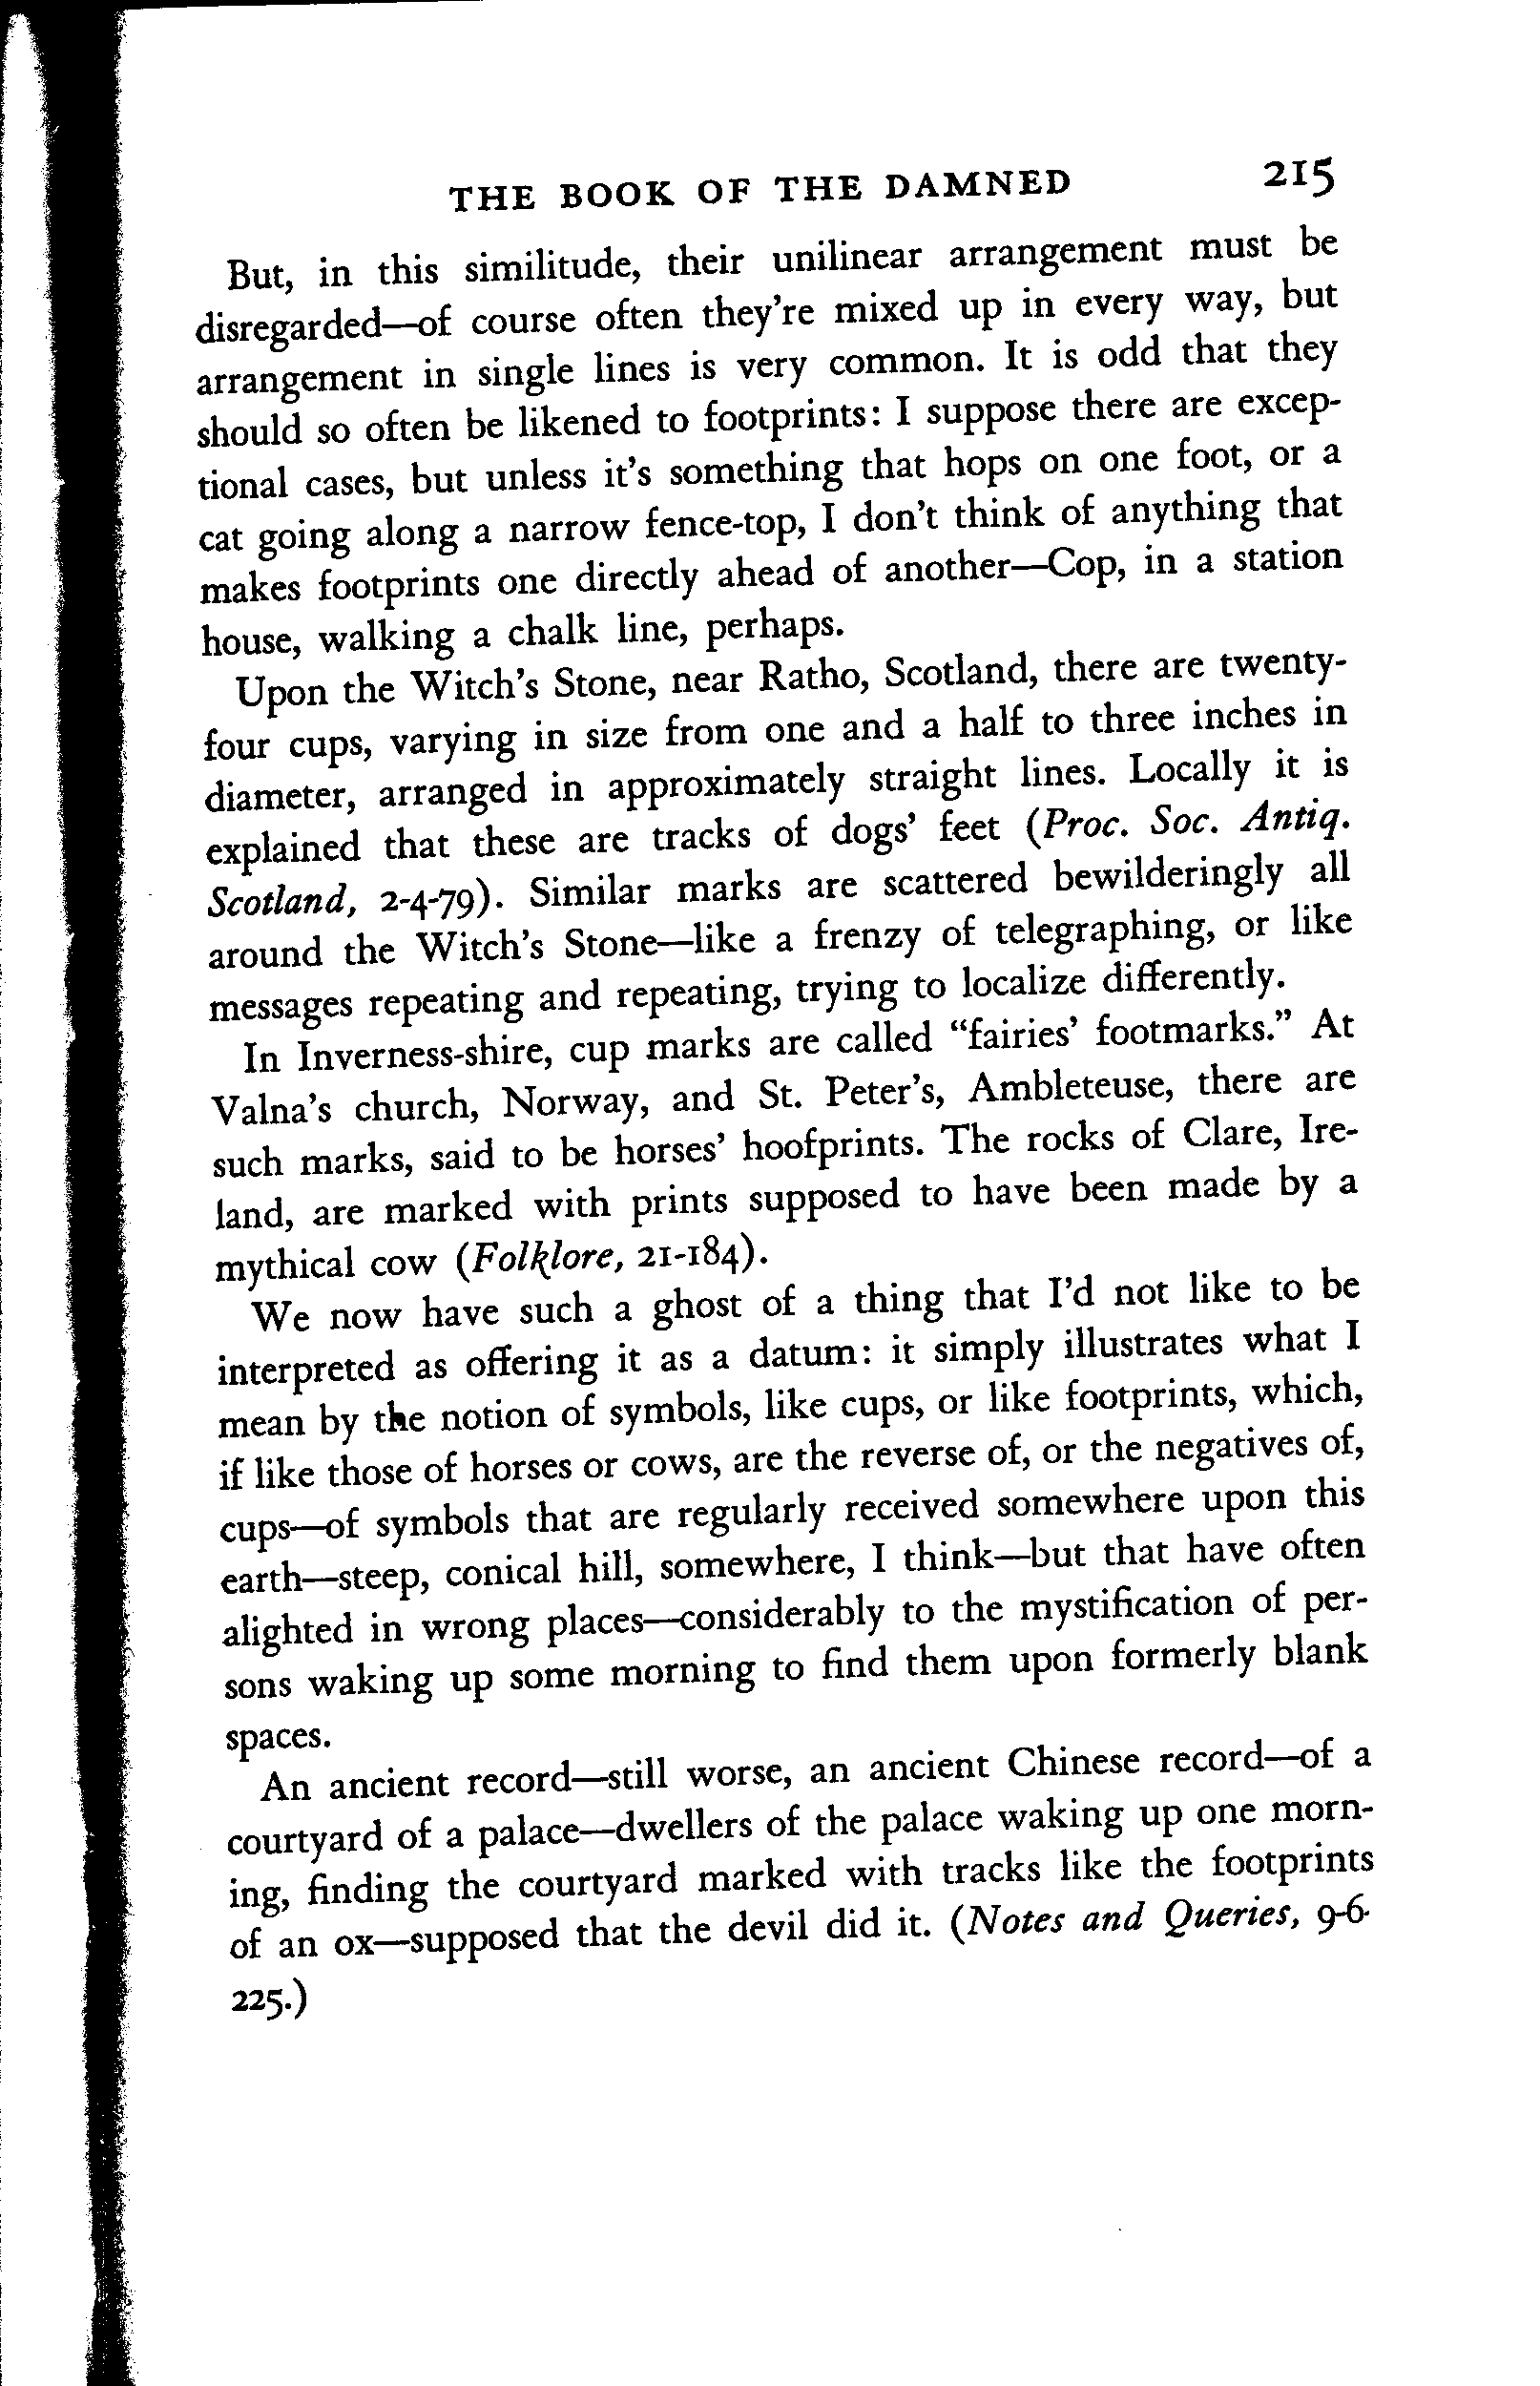 THE BOOK OF THE DAMNED 215
But, in this similitude, their unilinear arrangement must be
disregarded—of course often they're mixed up in every way, but
arrangement in single lines is very common. It is odd that they
should so often be likened to footprints: I suppose there are excep-
tional cases, but unless it's something that hops on one foot, or a
cat going along a narrow fence-top, I don't think of anything that
makes footprints one directly ahead of another—Cop, in a station
house, walking a chalk line, perhaps.
Upon the Witch's Stone, near Ratho, Scotland, there are twenty-
four cups, varying in size from one and a half to three inches in
diameter, arranged in approximately straight lines. Locally it is
explained that these are tracks of dogs' feet (Proc. Soc. Antiq.
Scotland, 2-4-79). Similar marks are scattered bewilderingly all
around the Witch's Stone—like a frenzy of telegraphing, or like
messages repeating and repeating, trying to localize differently.
In Inverness-shire, cup marks are called “fairies' footmarks.” At
Valna's church, Norway, and St. Peter's, Ambleteuse, there are
such marks, said to be horses' hoofprints. The rocks of Clare, Ire-
land, are marked with prints supposed to have been made by a
mythical cow (Folklore, 21-184).
We now have such a ghost of a thing that I'd not like to be
interpreted as offering it as a datum: it simply illustrates what I
mean by the notion of symbols, like cups, or like footprints, which,
if like those of horses or cows, are the reverse of, or the negatives of,
cups—of symbols that are regularly received somewhere upon this
earth—steep, conical hill, somewhere, I think—but that have often
alighted in wrong places—considerably to the mystification of per-
sons waking up some morning to find them upon formerly blank
spaces.
An ancient record—still worse, an ancient Chinese record—of a
courtyard of a palace—dwellers of the palace waking up one morn-
ing, finding the courtyard marked with tracks like the footprints
of an ox—supposed that the devil did it. (Notes and Queries, 9-6-
225.)